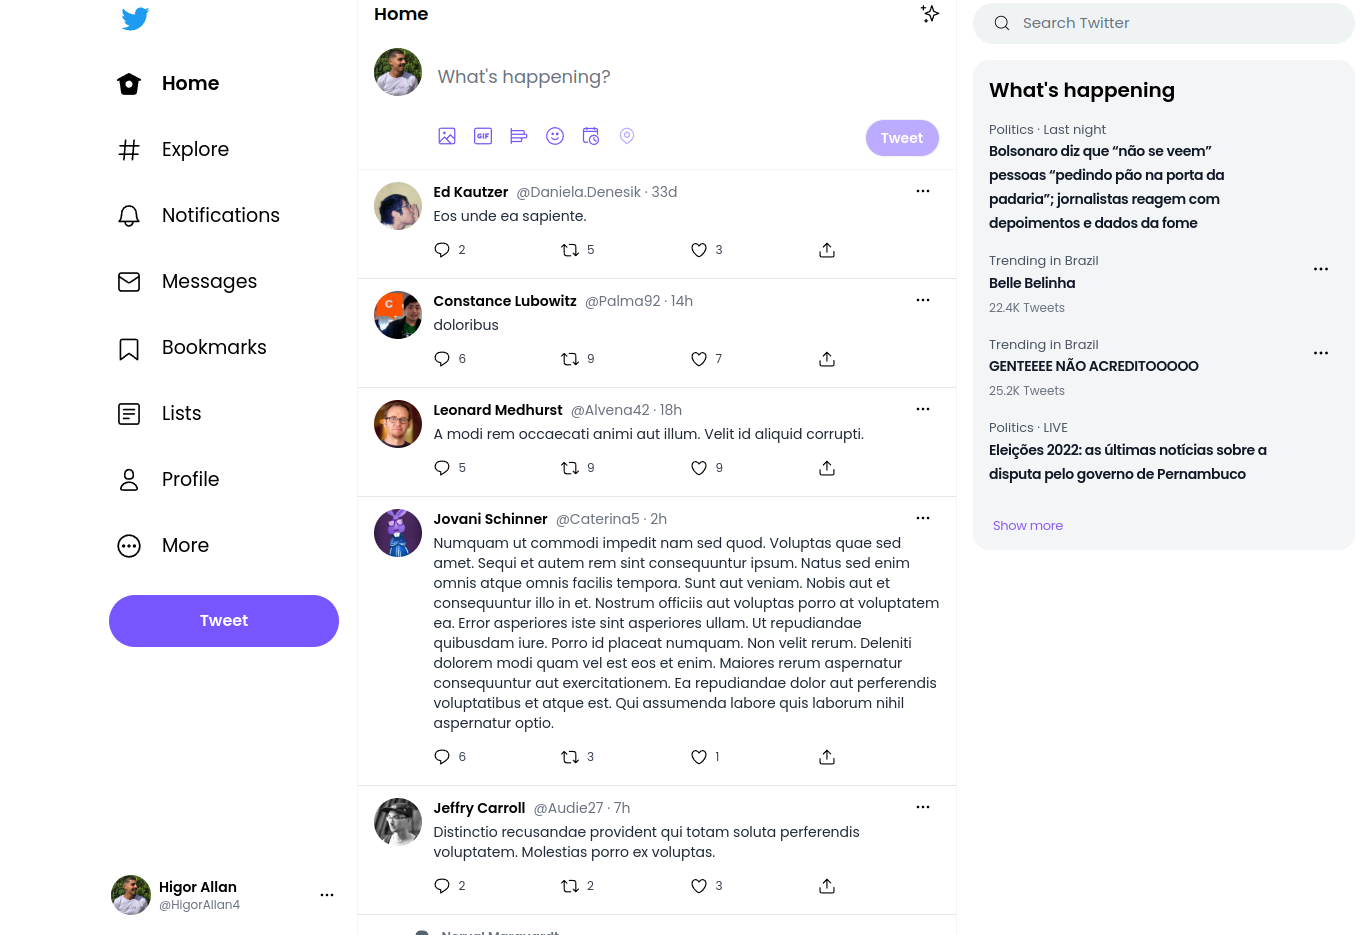 Home
Explore
Notifications
Messages
Bookmarks
Lists
Profile
More
Tweet
Higor Allan
@HigorAllan4
Home
What's happening?
GIF
Tweet
Ed Kautzer @Daniela.Denesik · 33d
Eos unde ea sapiente.
2 5 3
C
Constance Lubowitz @Palma92 · 14h
doloribus
6 9 7
Leonard Medhurst @Alvena42 · 18h
A modi rem occaecati animi aut illum. Velit id aliquid corrupti.
5 9 9
Jovani Schinner @Caterina5 · 2h
Numquam ut commodi impedit nam sed quod. Voluptas quae sed
amet. Sequi et autem rem sint consequuntur ipsum. Natus sed enim
omnis atque omnis facilis tempora. Sunt aut veniam. Nobis aut et
consequuntur illo in et. Nostrum officiis aut voluptas porro at voluptatem
ea. Error asperiores iste sint asperiores ullam. Ut repudiandae
quibusdam iure. Porro id placeat numquam. Non velit rerum. Deleniti
dolorem modi quam vel est eos et enim. Maiores rerum aspernatur
consequuntur aut exercitationem. Ea repudiandae dolor aut perferendis
voluptatibus et atque est. Qui assumenda labore quis laborum nihil
aspernatur optio.
6 3 1
Jeffry Carroll @Audie27 · 7h
Distinctio recusandae provident qui totam soluta perferendis
voluptatem. Molestias porro ex voluptas.
2 2 3
Search Twitter
What's happening
Politics · Last night
Bolsonaro diz que “não se veem”
pessoas “pedindo pão na porta da
padaria”; jornalistas reagem com
depoimentos e dados da fome
Trending in Brazil
Belle Belinha
22.4K Tweets
Trending in Brazil
GENTEEEE NÃO ACREDITOOOOO
25.2K Tweets
Politics · LIVE
Eleições 2022: as últimas notícias sobre a
disputa pelo governo de Pernambuco
Show more